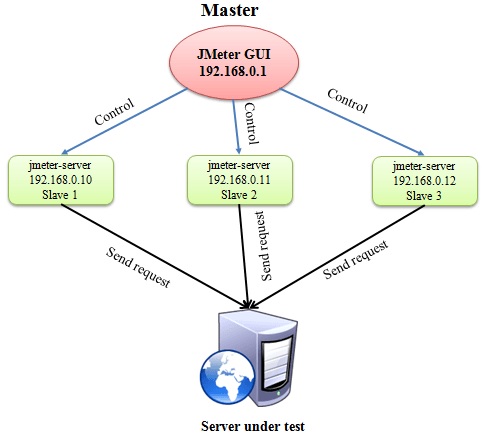 Master
JMeter GUI
192.168.0.1
Control
Control
Control
jmeter-server
192.168.0.10
Slave 1
jmeter-server
192.168.0.11
Slave 2
jmeter-server
192.168.0.12
Slave 3
Send request
Send request
Send request
Server under test